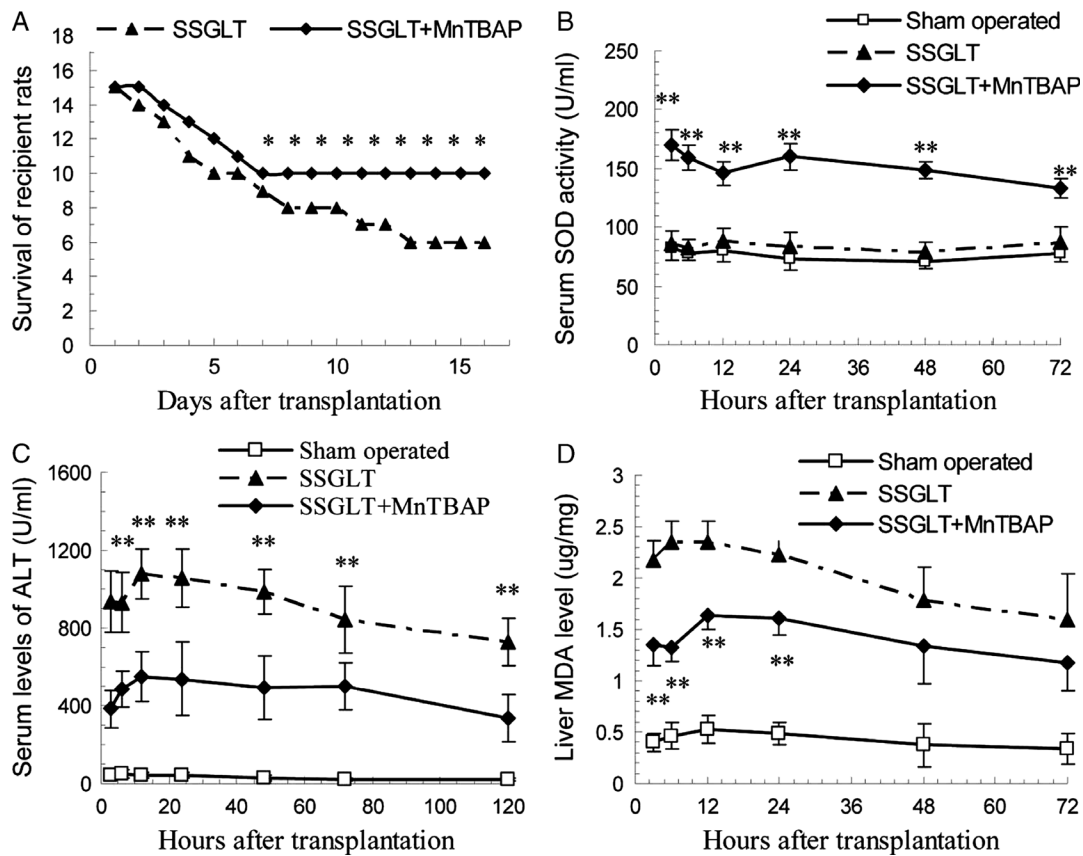 A
SSGLT
SSGLT+MnTBAP
Survival of recipient rats
18
16
14
12
10
8
6
4
2
0
* * * * * * * * *
0 5 10 15
Days after transplantation
B
Sham operated
SSGLT
SSGLT+MnTBAP
Serum SOD activity (U/ml)
250
200
150
100
50
0
** ** ** ** ** **
0 12 24 36 48 60 72
Hours after transplantation
C
Sham operated
SSGLT
SSGLT+MnTBAP
Serum levels of ALT (U/ml)
1600
1200
800
400
0
** ** ** ** ** **
0 20 40 60 80 100 120
Hours after transplantation
D
Sham operated
SSGLT
SSGLT+MnTBAP
Liver MDA level (ug/mg)
3
2.5
2
1.5
1
0.5
0
** ** ** **
0 12 24 36 48 60 72
Hours after transplantation